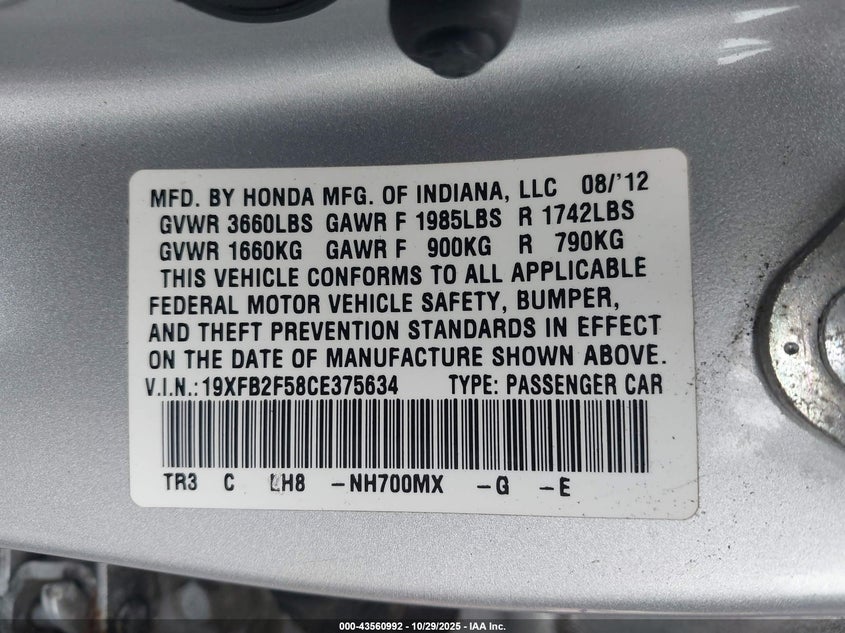 MFD. BY HONDA MFG. OF INDIANA, LLC 08/'12
GVWR 3660LBS GAWR F 1985LBS R 1742LBS
GVWR 1660KG GAWR F 900KG R 790KG
THIS VEHICLE CONFORMS TO ALL APPLICABLE
FEDERAL MOTOR VEHICLE SAFETY, BUMPER,
AND THEFT PREVENTION STANDARDS IN EFFECT
ON THE DATE OF MANUFACTURE SHOWN ABOVE.
V.I.N.:19XFB2F58CE375634 TYPE: PASSENGER CAR
TR3 C LH8 -NH700MX -G -E
000-43560992 | 10/29/2025 | IAA Inc.